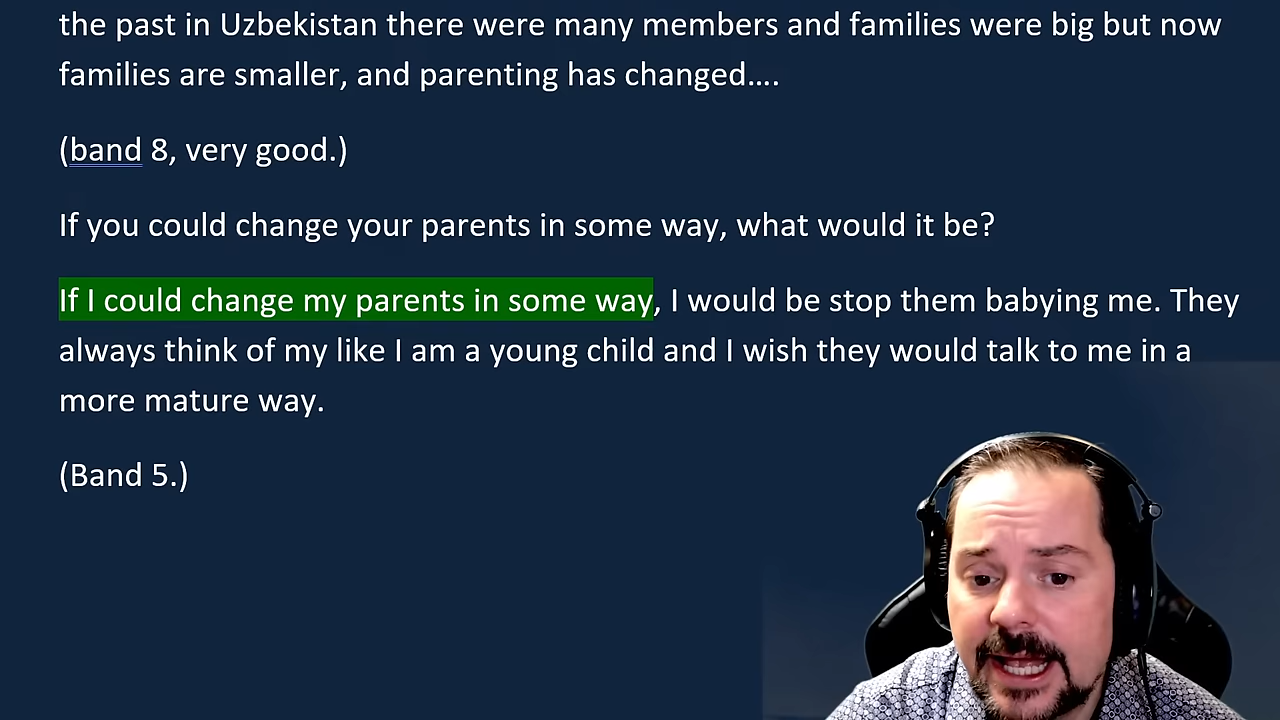 the past in Uzbekistan there were many members and families were big but now
families are smaller, and parenting has changed....
(band 8, very good.)
If you could change your parents in some way, what would it be?
If I could change my parents in some way, I would be stop them babying me. They
always think of my like I am a young child and I wish they would talk to me in a
more mature way.
(Band 5.)